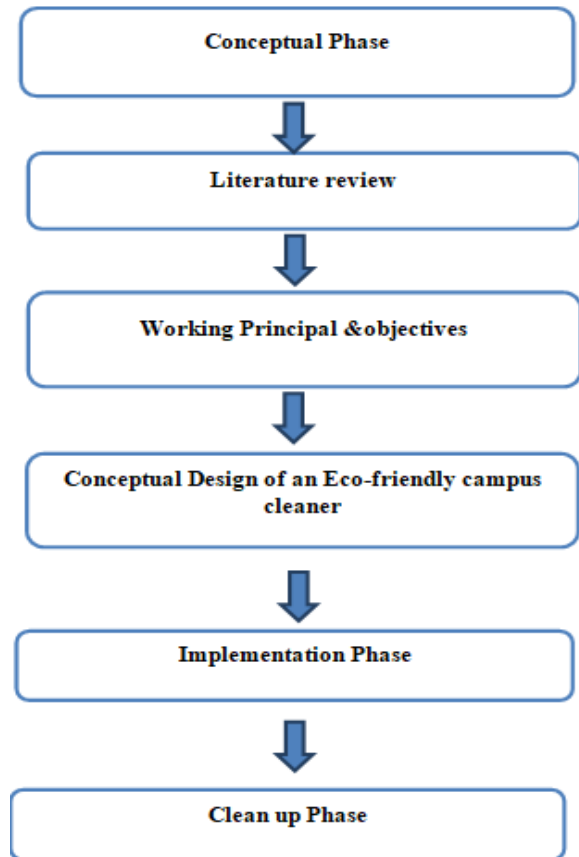 Conceptual Phase
Literature review
Working Principal &objectives
Conceptual Design of an Eco-friendly campus
cleaner
Implementation Phase
Clean up Phase